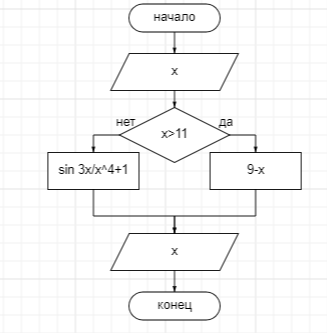 начало
x
нет
да
x>11
sin 3x/x^4+1
9-x
x
конец